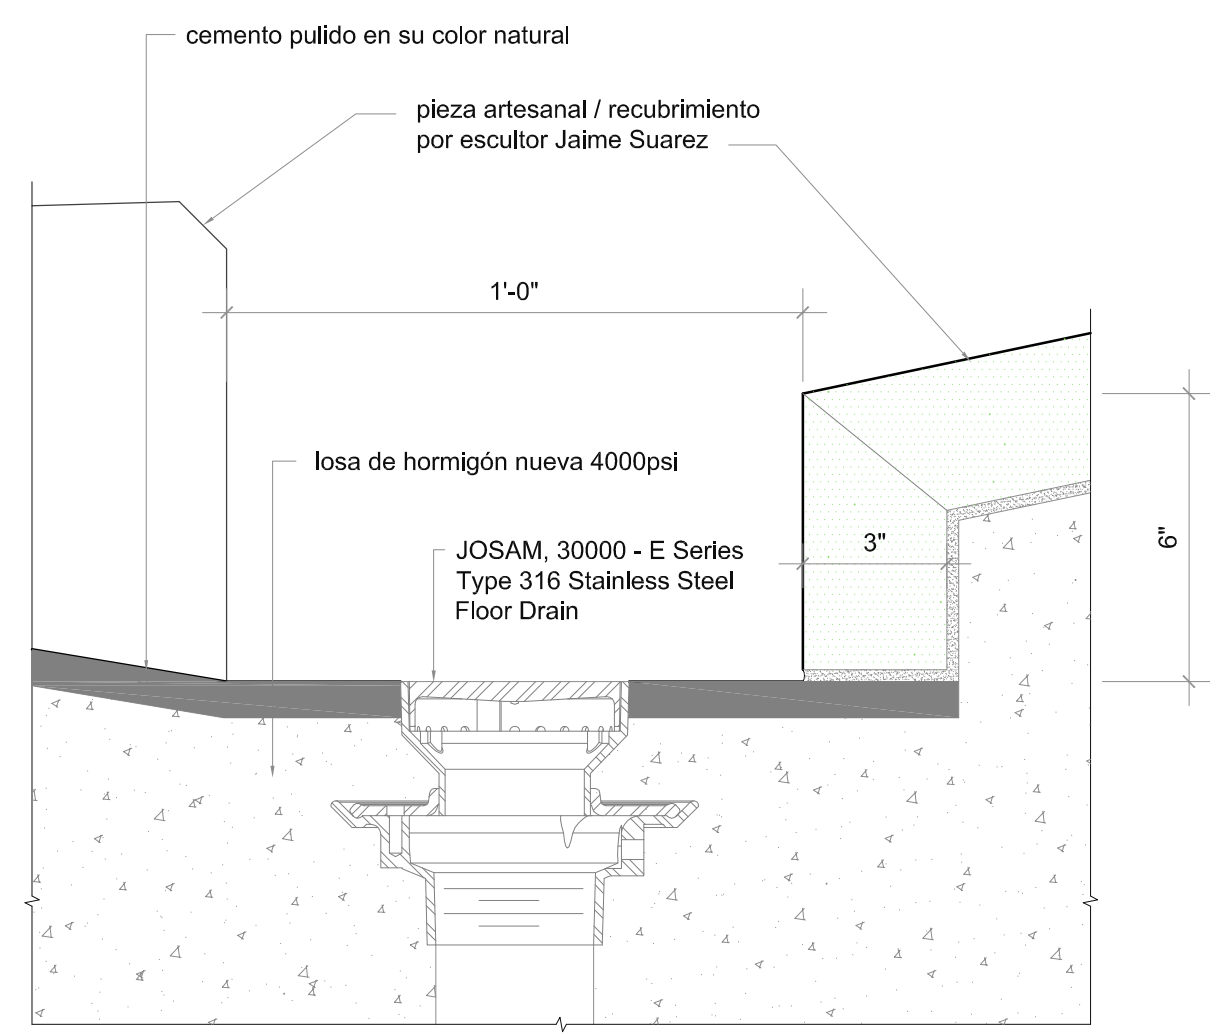 cemento pulido en su color natural
pieza artesanal / recubrimiento
por escultor Jaime Suarez
1'-0"
losa de hormigón nueva 4000psi
JOSAM, 30000 - E Series
Type 316 Stainless Steel
Floor Drain
3"
6"